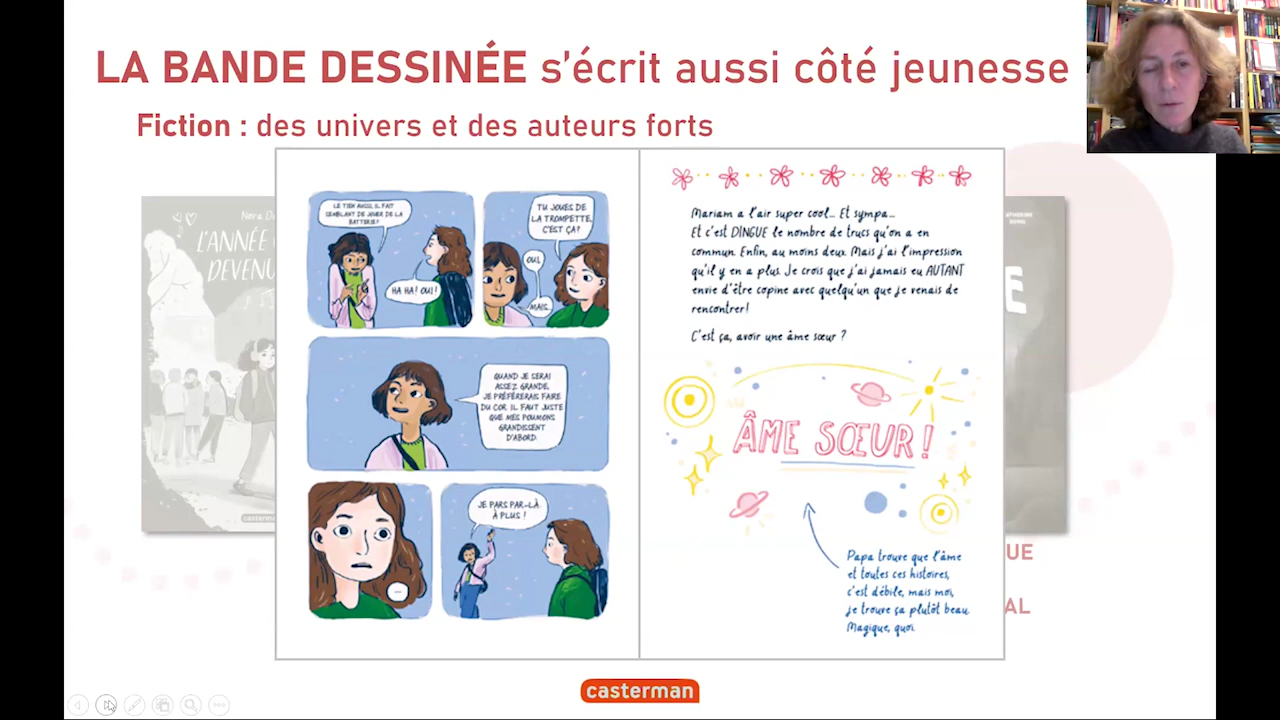 LA BANDE DESSINÉE s'écrit aussi côté jeunesse
Fiction : des univers et des auteurs forts
Nora Da
L'ANNÉE
DEVENU
casterman
LE TIEN AUSSI, IL FAIT
SEMBLANT DE JOUER DE LA
BATTERIE?
HA HA! OUI!
TU JOUES DE
LA TROMPETTE,
C'EST ÇA?
OUI,
MAIS...
QUAND JE SERAI
ASSEZ GRANDE,
JE PRÉFÉRERAIS FAIRE
DU COR. IL FAUT JUSTE
QUE MES POUMONS
GRANDISSENT
D'ABORD.
...
JE PARS PAR-LÀ.
À PLUS !
Mariam a l'air super cool... Et sympa...
Et c'est DINGUE le nombre de trucs qu'on a en
commun. Enfin, au moins deux. Mais j'ai l'impression
qu'il y en a plus. Je crois que j'ai jamais eu AUTANT
envie d'être copine avec quelqu'un que je venais de
rencontrer!
C'est ça, avoir une âme sœur ?
ÂME SŒUR !
Papa trouve que l'âme
et toutes ces histoires,
c'est débile, mais moi,
je trouve ça plutôt beau.
Magique, quoi.
E
UE
AL
casterman